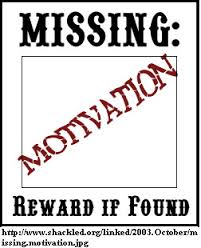 MISSING:
MOTIVATION
REWARD IF FOUND
http://www.shackled.org/linked/2003.October/m
issing.motivation.jpg